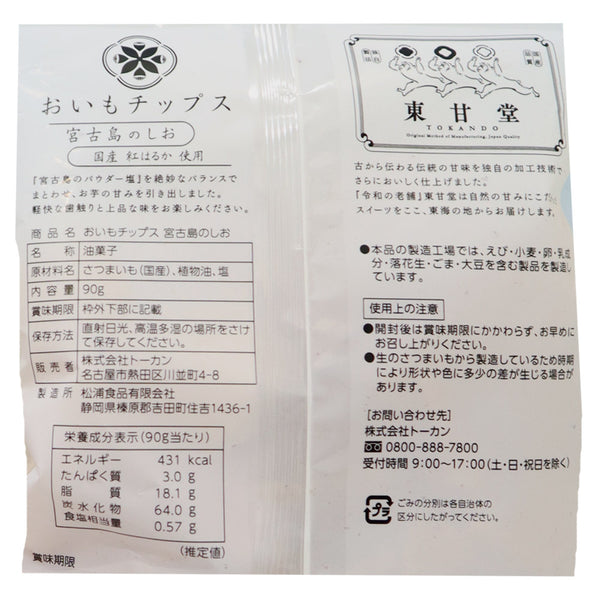 おいもチップス
宮古島のしお
国産 紅はるか 使用
『宮古島のパウダー塩』を絶妙なバランスで
まとわせ、お芋の甘みを引き出しました。
軽快な歯触りと上品な味をお楽しみください。
商品名 おいもチップス 宮古島のしお
名称 油菓子
原材料名 さつまいも(国産)、植物油、塩
内容量 90g
賞味期限 枠外下部に記載
保存方法 直射日光、高温多湿の場所をさけ
て保存してください。
販売者 株式会社トーカン
名古屋市熱田区川並町4-8
製造所 松浦食品有限会社
静岡県榛原郡吉田町住吉1436-1
栄養成分表示(90g当たり)
エネルギー 431 kcal
たんぱく質 3.0 g
脂質 18.1 g
炭水化物 64.0 g
食塩相当量 0.57 g
(推定値)
賞味期限
東甘堂
TOKANDO
Original Method of Manufacturing, Japan Quality
古から伝わる伝統の甘味を独自の加工技術で
さらにおいしく仕上げました。
『令和の老舗』東甘堂は自然の甘みにこだ
スイーツをここ、東海の地からお届けします。
●本品の製造工場では、えび・小麦・卵・乳成
分・落花生・ごま・大豆を含む製品を製造し
ています。
使用上の注意
●開封後は賞味期限にかかわらず、お早めに
お召し上がりください。
●生のさつまいもから製造しているため時期
により形状や色に多少の差が生じる場合が
あります。
[お問い合わせ先]
株式会社トーカン
0800-888-7800
受付時間 9:00〜17:00(土・日・祝日を除く)
プラ
ごみの分別は各自治体の
区分にしたがってください。